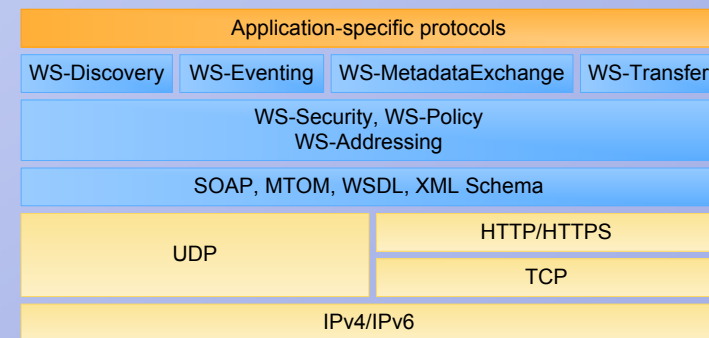 Application-specific protocols
WS-Discovery WS-Eventing WS-MetadataExchange WS-Transfer
WS-Security, WS-Policy
WS-Addressing
SOAP, MTOM, WSDL, XML Schema
UDP
HTTP/HTTPS
TCP
IPv4/IPv6